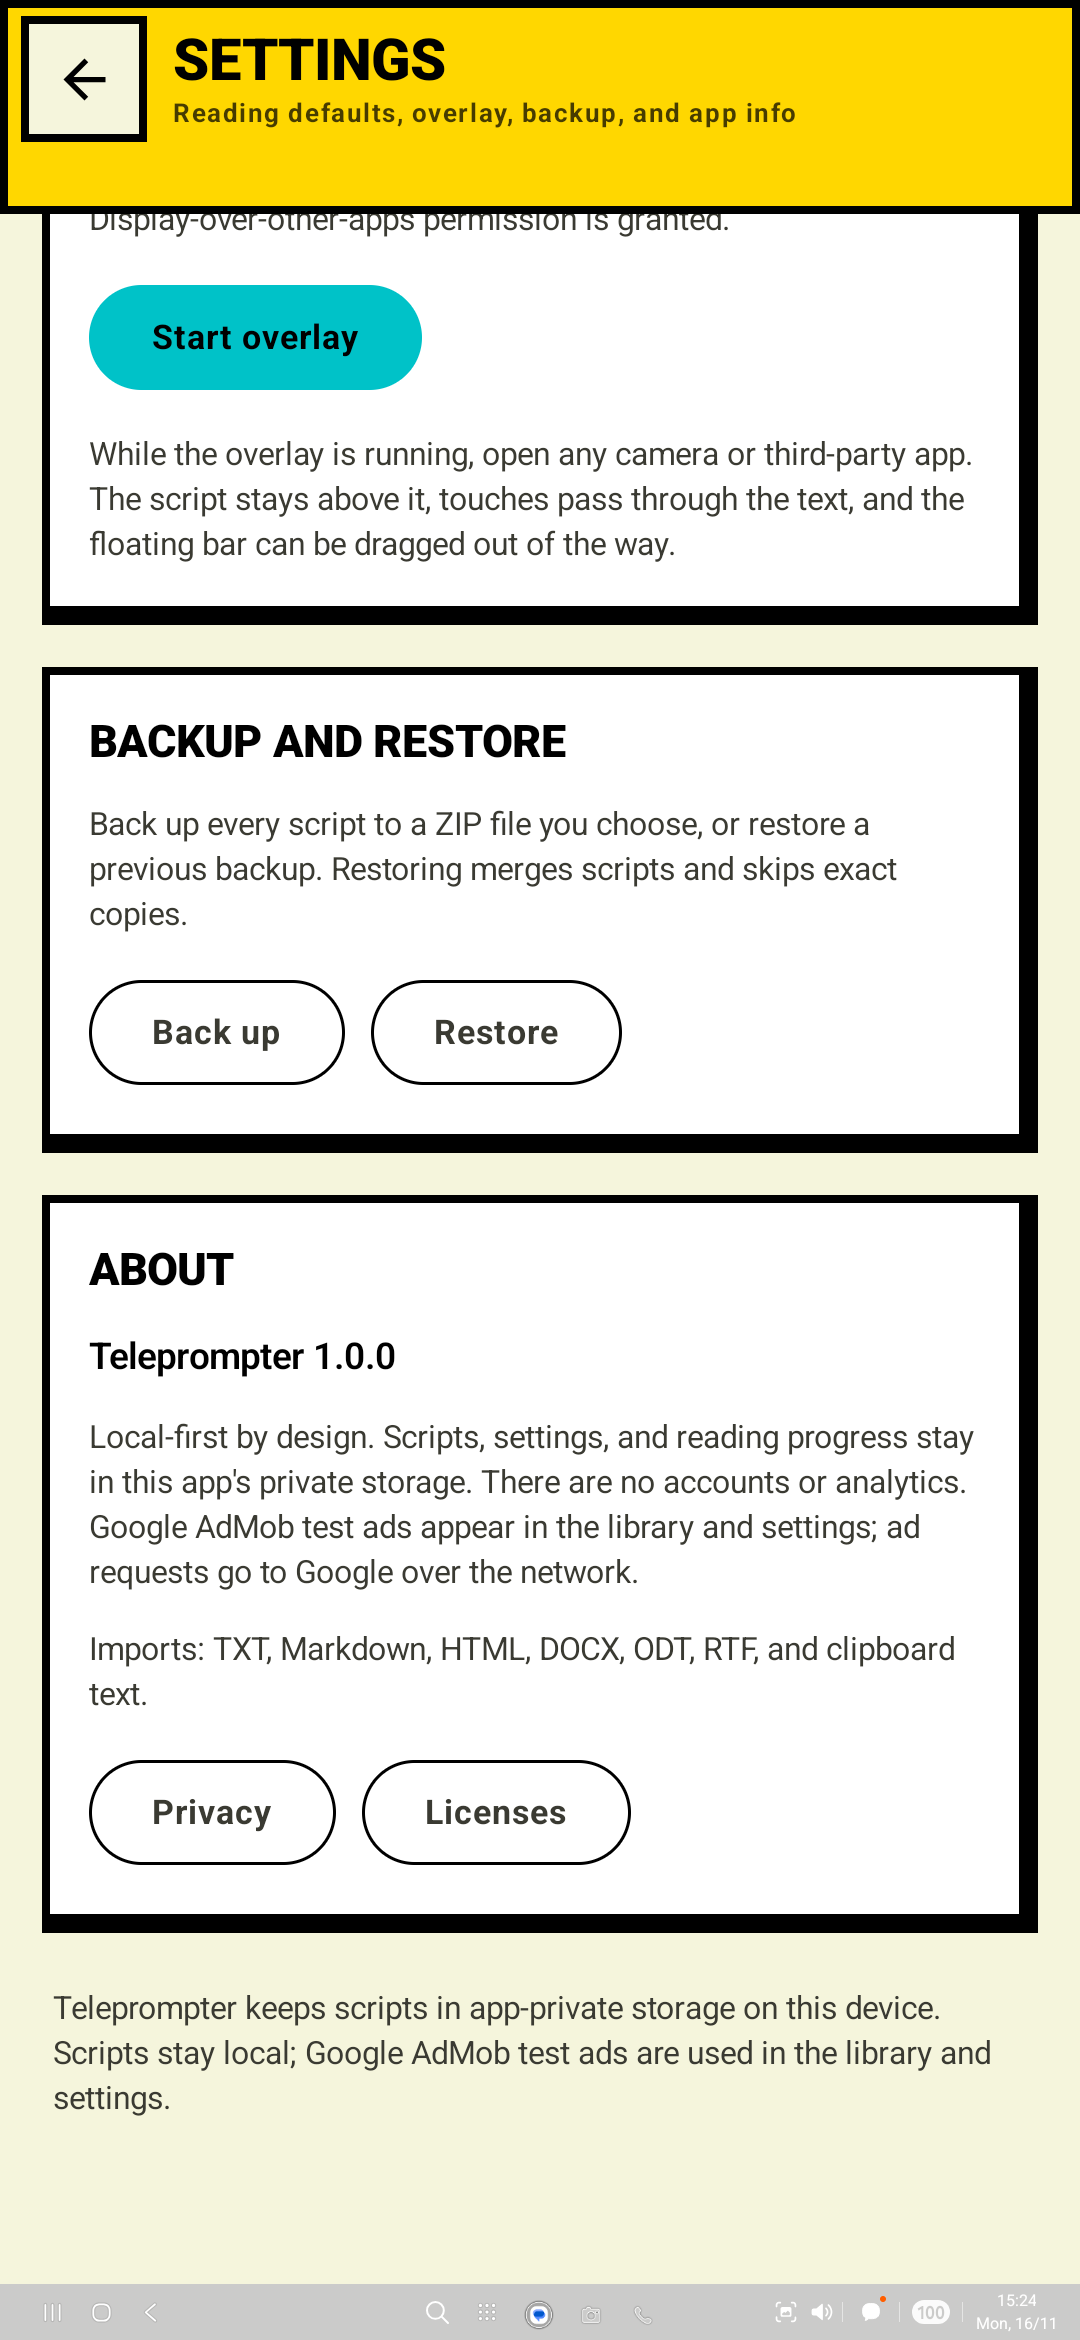 SETTINGS
Reading defaults, overlay, backup, and app info
Display-over-other-apps permission is granted.
Start overlay
While the overlay is running, open any camera or third-party app.
The script stays above it, touches pass through the text, and the
floating bar can be dragged out of the way.
BACKUP AND RESTORE
Back up every script to a ZIP file you choose, or restore a
previous backup. Restoring merges scripts and skips exact
copies.
Back up
Restore
ABOUT
Teleprompter 1.0.0
Local-first by design. Scripts, settings, and reading progress stay
in this app's private storage. There are no accounts or analytics.
Google AdMob test ads appear in the library and settings; ad
requests go to Google over the network.
Imports: TXT, Markdown, HTML, DOCX, ODT, RTF, and clipboard
text.
Privacy
Licenses
Teleprompter keeps scripts in app-private storage on this device.
Scripts stay local; Google AdMob test ads are used in the library and
settings.
100
15:24
Mon, 16/11